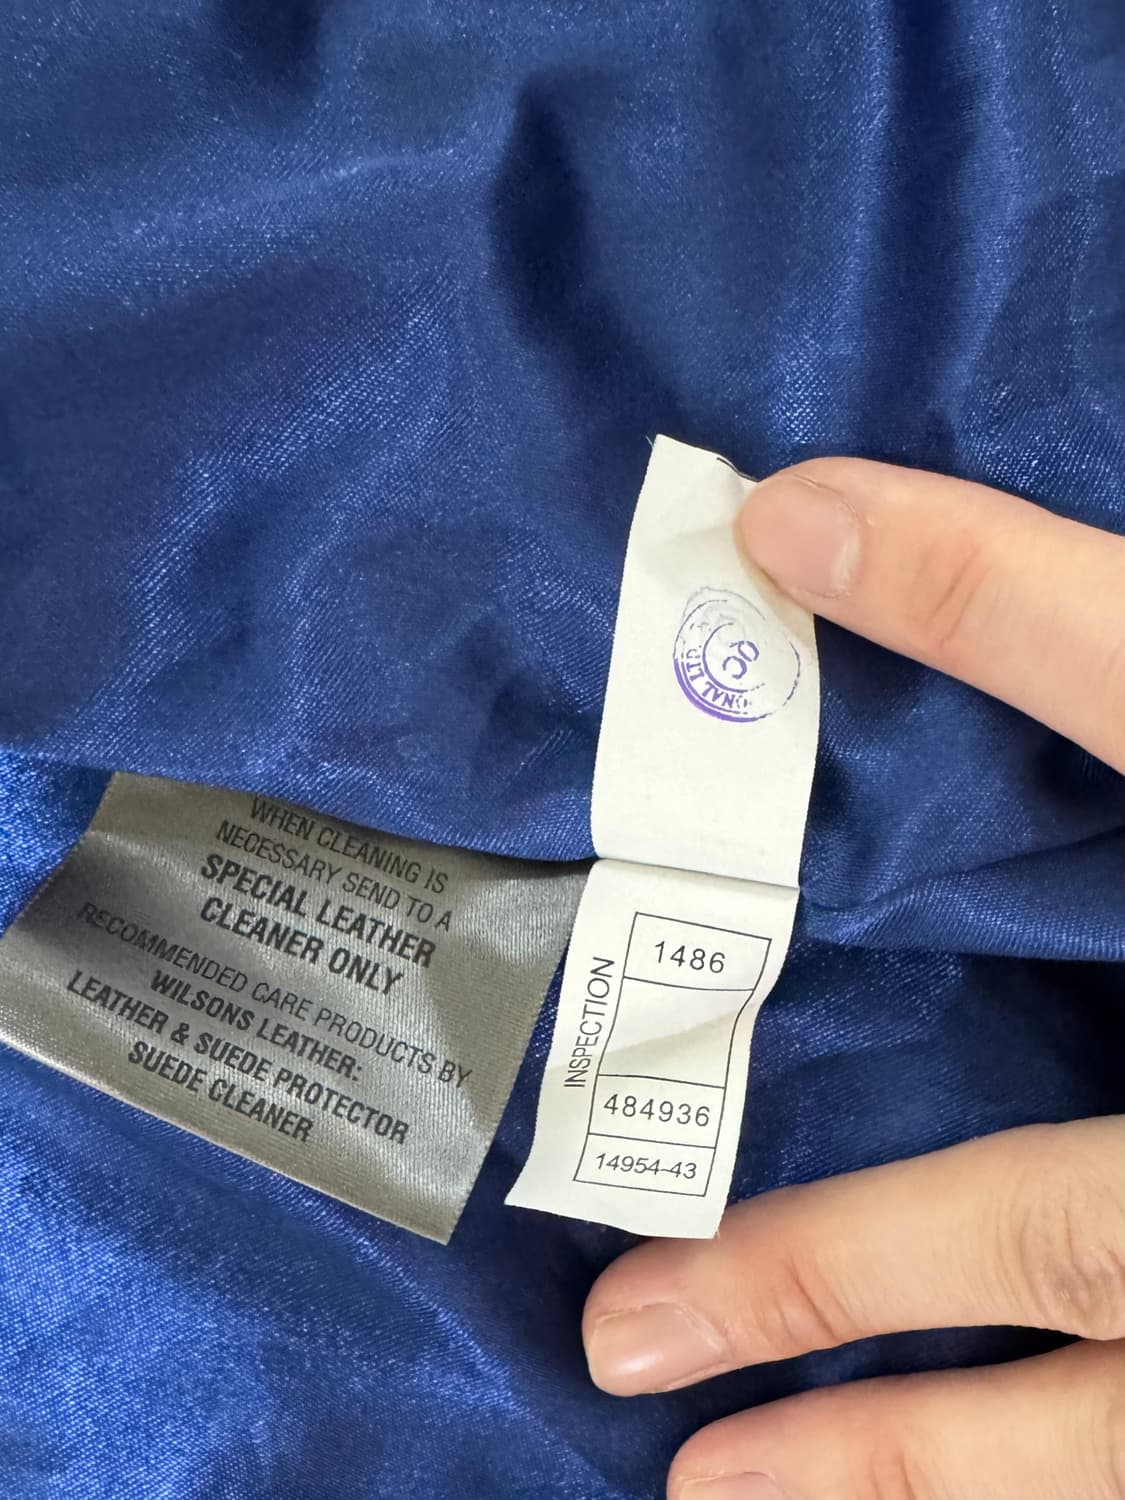 WHEN CLEANING IS
NECESSARY SEND TO A
SPECIAL LEATHER
CLEANER ONLY
RECOMMENDED CARE PRODUCTS BY
WILSONS LEATHER:
LEATHER & SUEDE PROTECTOR
SUEDE CLEANER
INSPECTION
1486
484936
14954-43